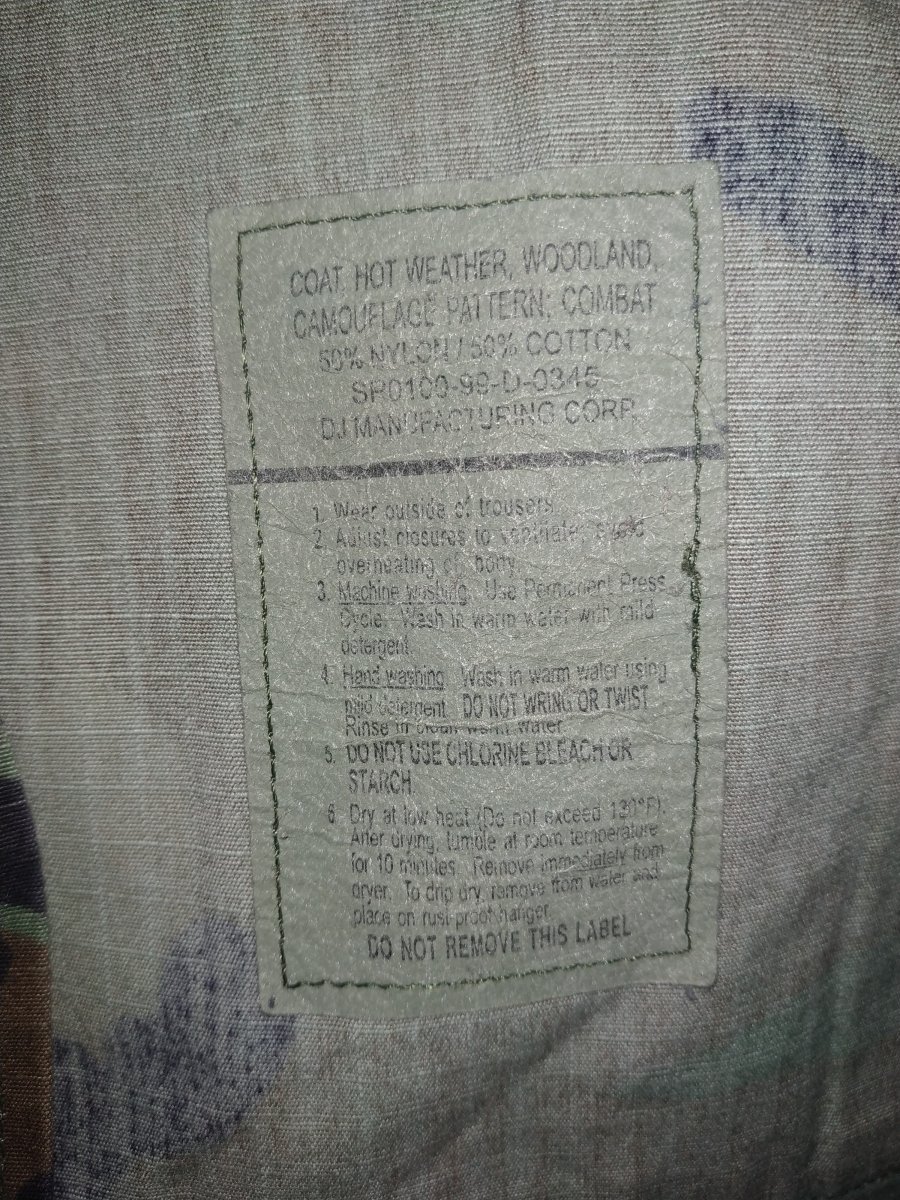 COAT, HOT WEATHER, WOODLAND,
CAMOUFLAGE PATTERN; COMBAT
50% NYLON / 50% COTTON
SP0100-99-D-0345
DJ MANUFACTURING CORP.
1. Wear outside of trousers.
2. Adjust closures to ventilate; avoid
overheating of body.
3. Machine washing. Use Permanent Press
Cycle. Wash in warm water with mild
detergent.
4. Hand washing. Wash in warm water using
mild detergent. DO NOT WRING OR TWIST
Rinse in clean warm water.
5. DO NOT USE CHLORINE BLEACH OR
STARCH.
6. Dry at low heat (Do not exceed 130°F).
After drying, tumble at room temperature
for 10 minutes. Remove immediately from
dryer. To drip dry, remove from water and
place on rust-proof hanger.
DO NOT REMOVE THIS LABEL